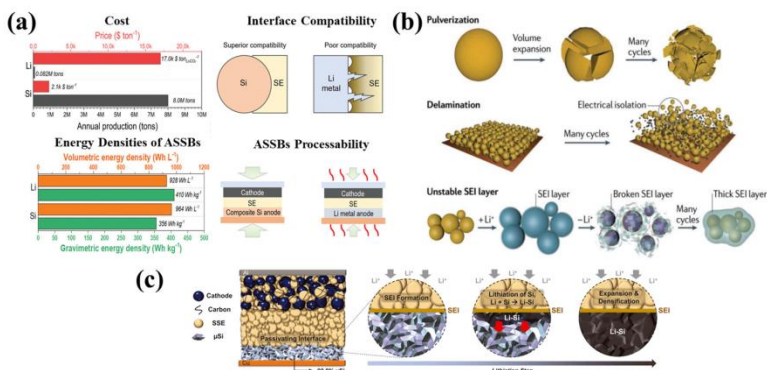 (a)
Cost
Price ($ ton⁻¹)
0.0 5.0k 10.0k 15.0k 20.0k
Li
17.0k $ ton
0.082M tons
Si
2.1k $ ton⁻¹
8.0M tons
0 1M 2M 3M 4M 5M 6M 7M 8M 9M 10M
Annual production (tons)
Interface Compatibility
Superior compatibility
Poor compatibility
Si
SE
Li
metal
SE
Energy Densities of ASSBs
Volumetric energy density (Wh L⁻¹)
0 200 400 600 800 1000 1200
Li
928 Wh L⁻¹
410 Wh kg⁻¹
Si
964 Wh L⁻¹
356 Wh kg⁻¹
0 50 100 150 200 250 300 350 400 450 500
Gravimetric energy density (Wh kg⁻¹)
ASSBs Processability
Cathode
SE
Composite Si anode
Cathode
SE
Li metal anode
(b)
Pulverization
Volume
expansion
Many
cycles
Delamination
Electrical isolation
Many cycles
Unstable SEI layer
+Li⁺
SEI layer
−Li⁺
Broken SEI layer
Many
cycles
Thick SEI layer
(c)
Cathode
Carbon
SSE
μSi
Passivating Interface
Li⁺ Li⁺ Li⁺
SEI Formation
SEI
Li⁺ Li⁺ Li⁺
Lithiation of Si,
Li + Si → Li-Si
Li-Si
SEI
Li⁺ Li⁺ Li⁺
Expansion &
Densification
Li-Si
SEI